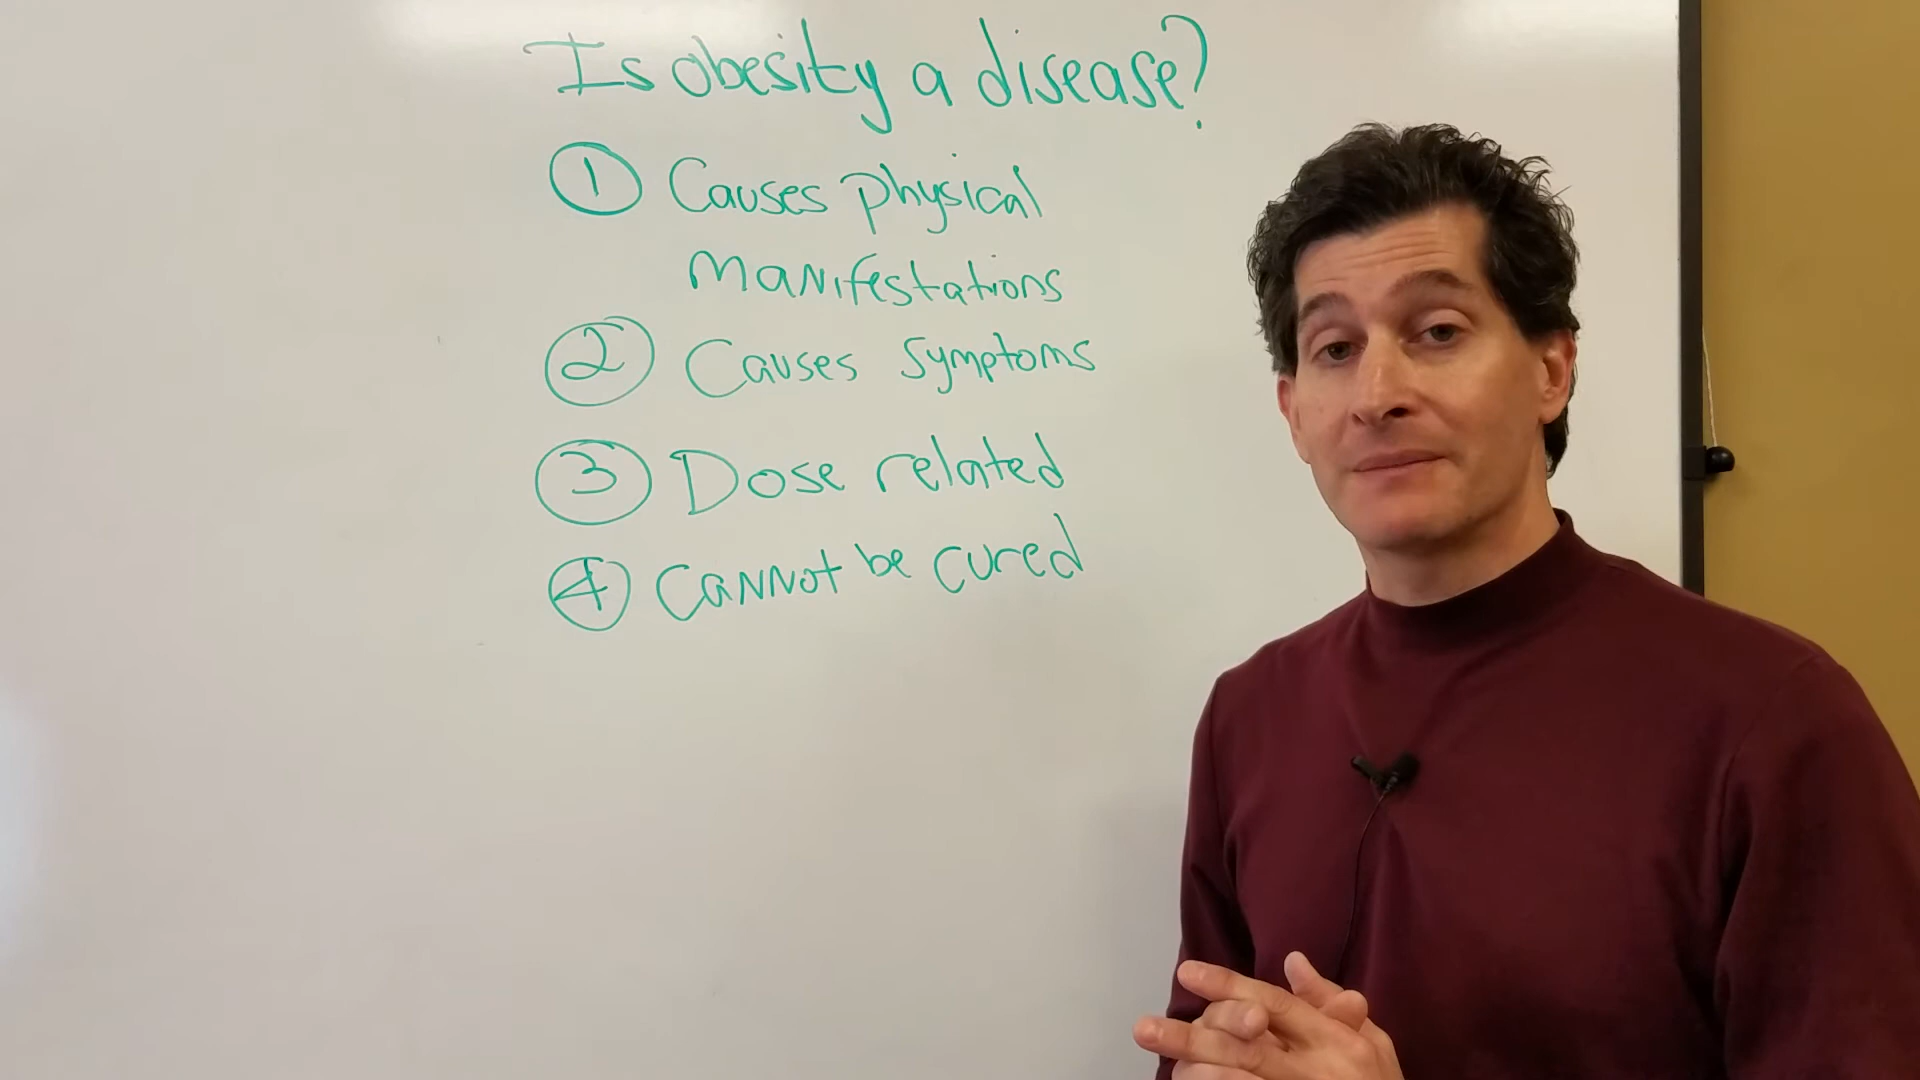 Is obesity a disease?
① Causes physical
manifestations
② Causes symptoms
③ Dose related
④ Cannot be cured